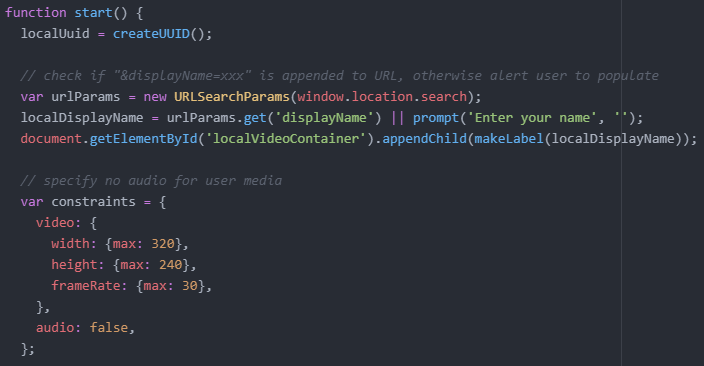 function start() {
  localUuid = createUUID();

  // check if "&displayName=xxx" is appended to URL, otherwise alert user to populate
  var urlParams = new URLSearchParams(window.location.search);
  localDisplayName = urlParams.get('displayName') || prompt('Enter your name', '');
  document.getElementById('localVideoContainer').appendChild(makeLabel(localDisplayName));

  // specify no audio for user media
  var constraints = {
    video: {
      width: {max: 320},
      height: {max: 240},
      frameRate: {max: 30},
    },
    audio: false,
  };